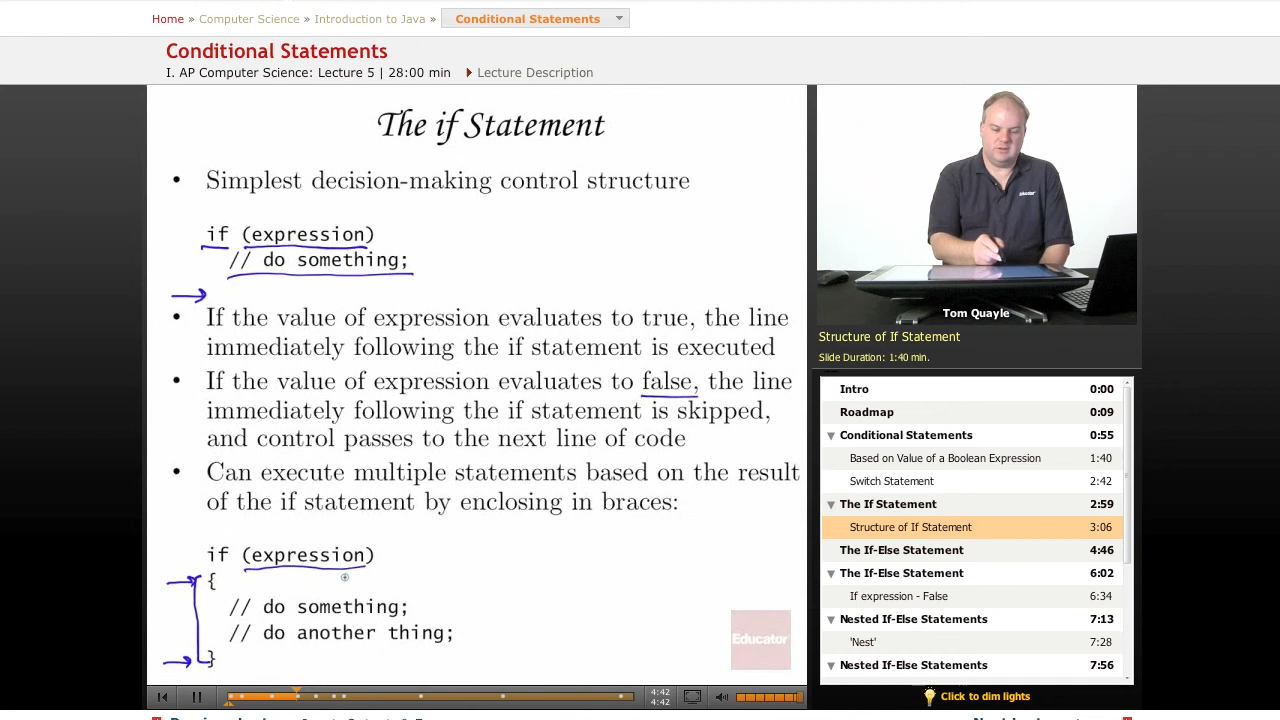 Home » Computer Science » Introduction to Java » Conditional Statements
Conditional Statements
I. AP Computer Science: Lecture 5 | 28:00 min Lecture Description
The if Statement
• Simplest decision-making control structure
if (expression)
// do something;
• If the value of expression evaluates to true, the line
immediately following the if statement is executed
• If the value of expression evaluates to false, the line
immediately following the if statement is skipped,
and control passes to the next line of code
• Can execute multiple statements based on the result
of the if statement by enclosing in braces:
if (expression)
{
// do something;
// do another thing;
}
Educator
4:42
4:42
Educator
Tom Quayle
Structure of If Statement
Slide Duration: 1:40 min.
Intro 0:00
Roadmap 0:09
Conditional Statements 0:55
Based on Value of a Boolean Expression 1:40
Switch Statement 2:42
The If Statement 2:59
Structure of If Statement 3:06
The If-Else Statement 4:46
The If-Else Statement 6:02
If expression - False 6:34
Nested If-Else Statements 7:13
'Nest' 7:28
Nested If-Else Statements 7:56
Click to dim lights